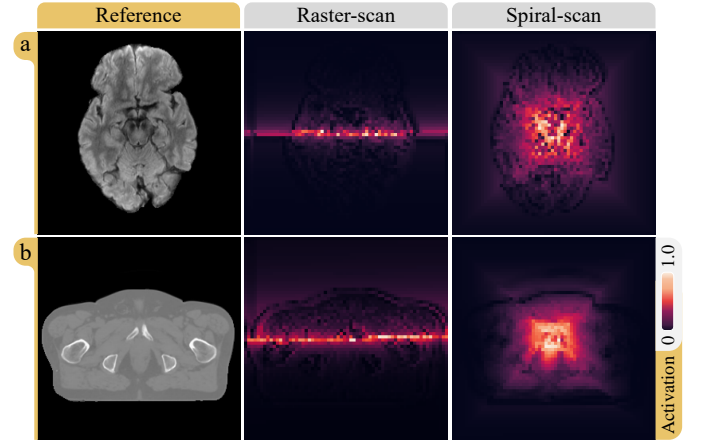 Reference
Raster-scan
Spiral-scan
a
b
0 1.0
Activation